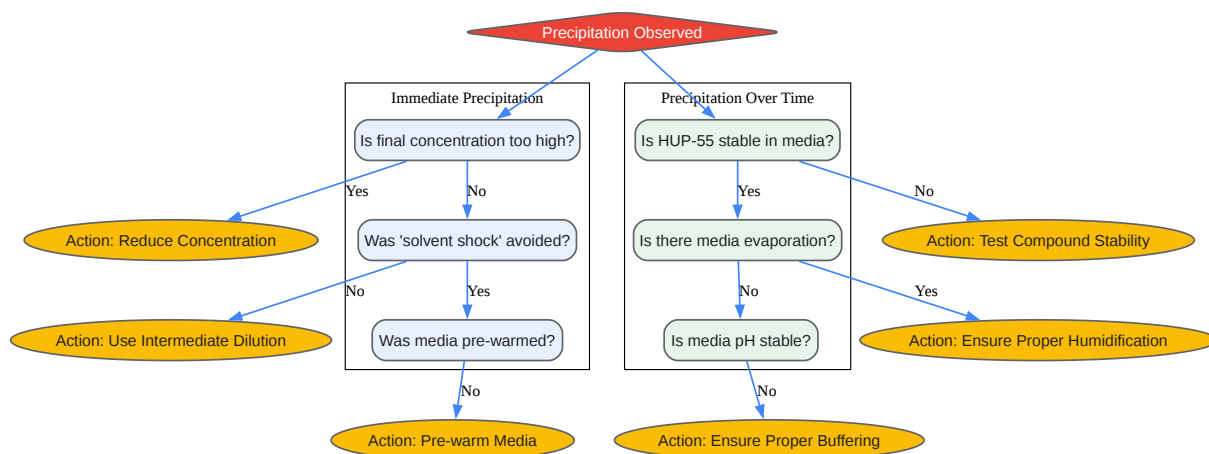 Precipitation Observed
Immediate Precipitation
Precipitation Over Time
Is final concentration too high?
Is HUP-55 stable in media?
Yes
No
Yes
No
Action: Reduce Concentration
Was 'solvent shock' avoided?
Is there media evaporation?
Action: Test Compound Stability
No
Yes
No
Yes
Action: Use Intermediate Dilution
Was media pre-warmed?
Is media pH stable?
Action: Ensure Proper Humidification
No
No
Action: Pre-warm Media
Action: Ensure Proper Buffering